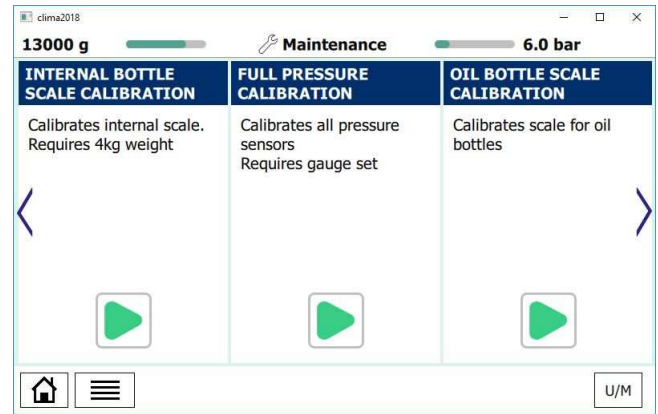 clima2018
13000 g
Maintenance
6.0 bar
INTERNAL BOTTLE
SCALE CALIBRATION
Calibrates internal scale.
Requires 4kg weight
FULL PRESSURE
CALIBRATION
Calibrates all pressure
sensors
Requires gauge set
OIL BOTTLE SCALE
CALIBRATION
Calibrates scale for oil
bottles
U/M